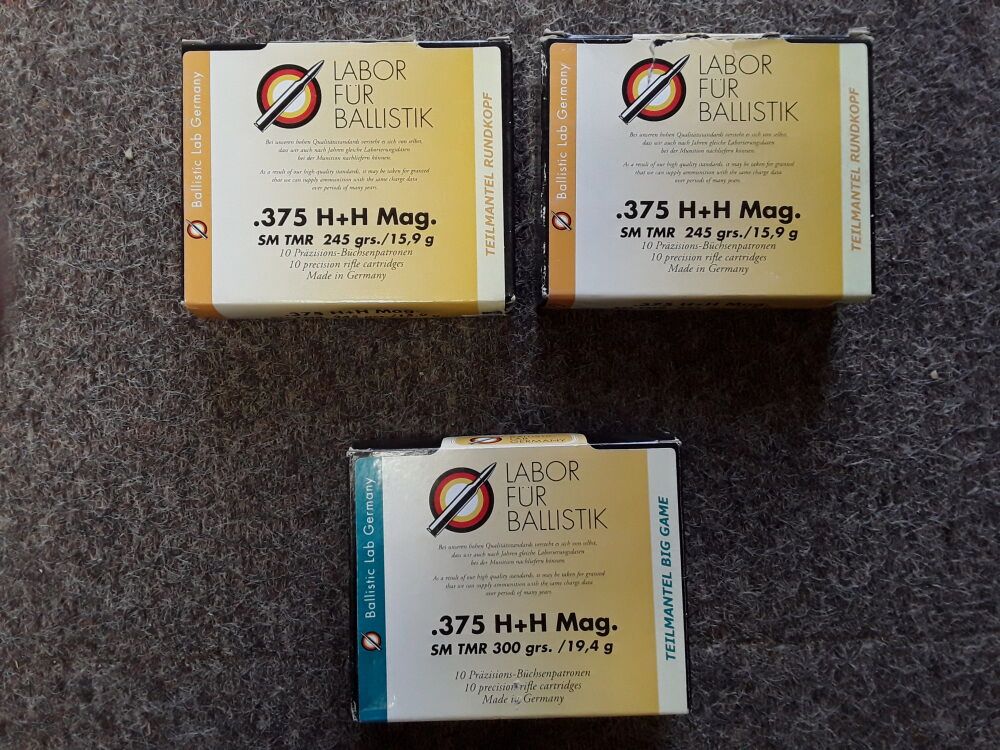 Ballistic Lab Germany
LABOR
FÜR
BALLISTIK
Bei unseren hohen Qualitätsstandards versteht es sich von selbst,
dass wir auch nach Jahren gleiche Laborierungsdaten
bei der Munition nachliefern können.
As a result of our high quality standards, it may be taken for granted
that we can supply ammunition with the same charge data
over periods of many years.
.375 H+H Mag.
SM TMR 245 grs./15,9 g
10 Präzisions-Büchsenpatronen
10 precision rifle cartridges
Made in Germany
TEILMANTEL RUNDKOPF
.375 H+H Mag.
Ballistic Lab Germany
LABOR
FÜR
BALLISTIK
Bei unseren hohen Qualitätsstandards versteht es sich von selbst,
dass wir auch nach Jahren gleiche Laborierungsdaten
bei der Munition nachliefern können.
As a result of our high quality standards, it may be taken for granted
that we can supply ammunition with the same charge data
over periods of many years.
.375 H+H Mag.
SM TMR 245 grs./15,9 g
10 Präzisions-Büchsenpatronen
10 precision rifle cartridges
Made in Germany
TEILMANTEL RUNDKOPF
.375 H+H Mag.
GERMANY
Ballistic Lab Germany
LABOR
FÜR
BALLISTIK
Bei unseren hohen Qualitätsstandards versteht es sich von selbst,
dass wir auch nach Jahren gleiche Laborierungsdaten
bei der Munition nachliefern können.
As a result of our high quality standards, it may be taken for granted
that we can supply ammunition with the same charge data
over periods of many years.
.375 H+H Mag.
SM TMR 300 grs. /19,4 g
10 Präzisions-Büchsenpatronen
10 precision rifle cartridges
Made in Germany
TEILMANTEL BIG GAME